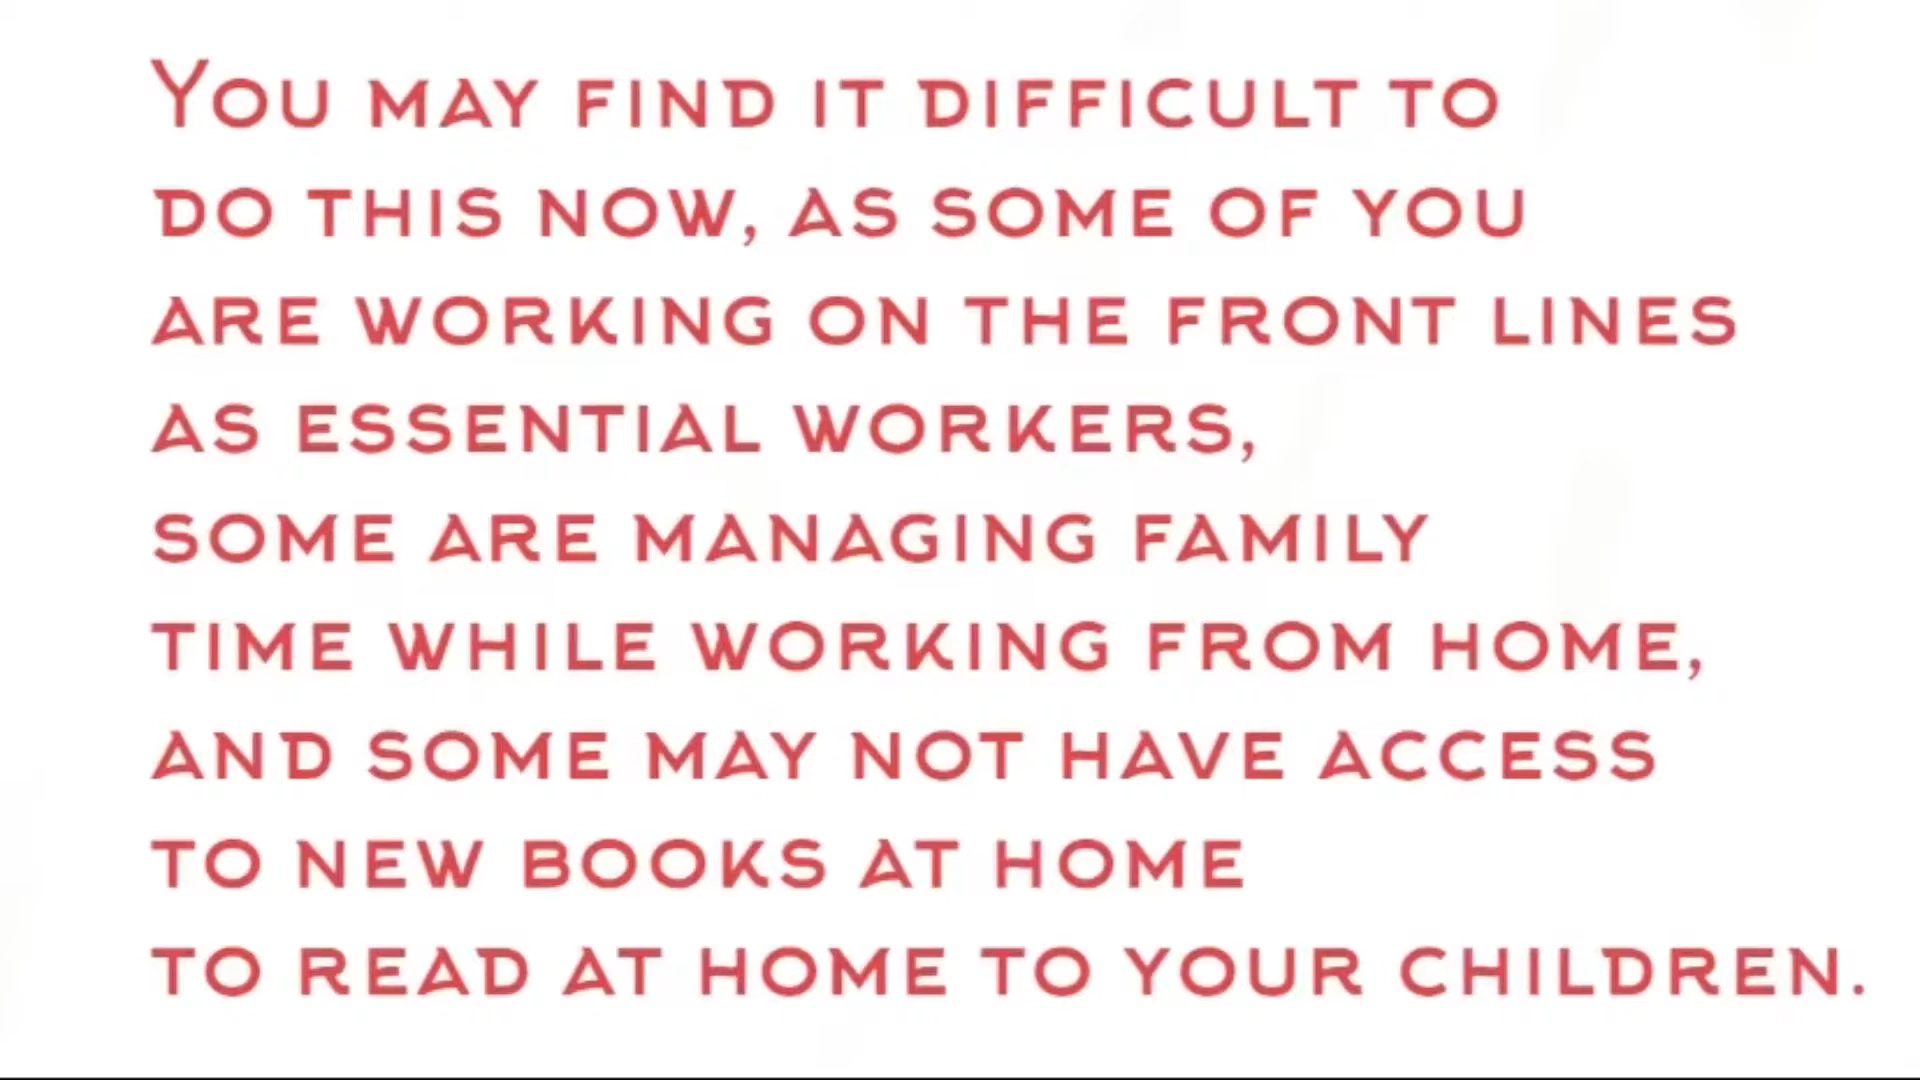 You may find it difficult to
do this now, as some of you
are working on the front lines
as essential workers,
some are managing family
time while working from home,
and some may not have access
to new books at home
to read at home to your children.